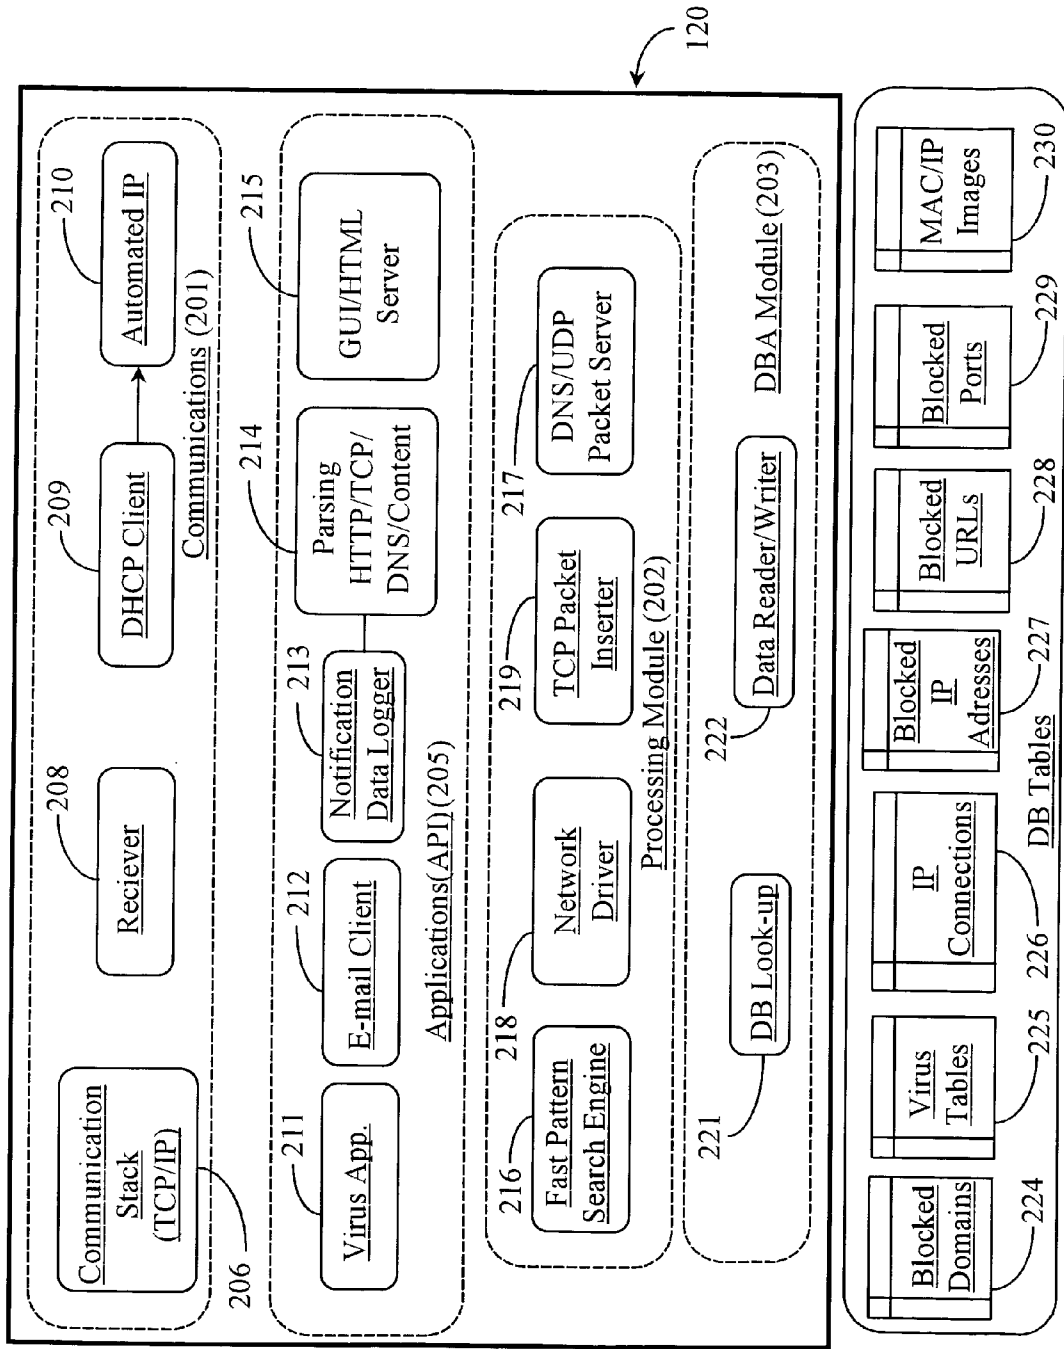 120
Communication
Stack
(TCP/IP)
206
Reciever
208
DHCP Client
209
Automated IP
210
Communications (201)
Virus App.
211
E-mail Client
212
Notification
Data Logger
213
Parsing
HTTP/TCP/
DNS/Content
214
GUI/HTML
Server
215
Applications(API)(205)
Fast Pattern
Search Engine
216
Network
Driver
218
TCP Packet
Inserter
219
DNS/UDP
Packet Server
217
Processing Module (202)
DB Look-up
221
Data Reader/Writer
222
DBA Module (203)
Blocked
Domains
224
Virus
Tables
225
IP
Connections
226
Blocked
IP
Adresses
227
Blocked
URLs
228
Blocked
Ports
229
MAC/IP
Images
230
DB Tables